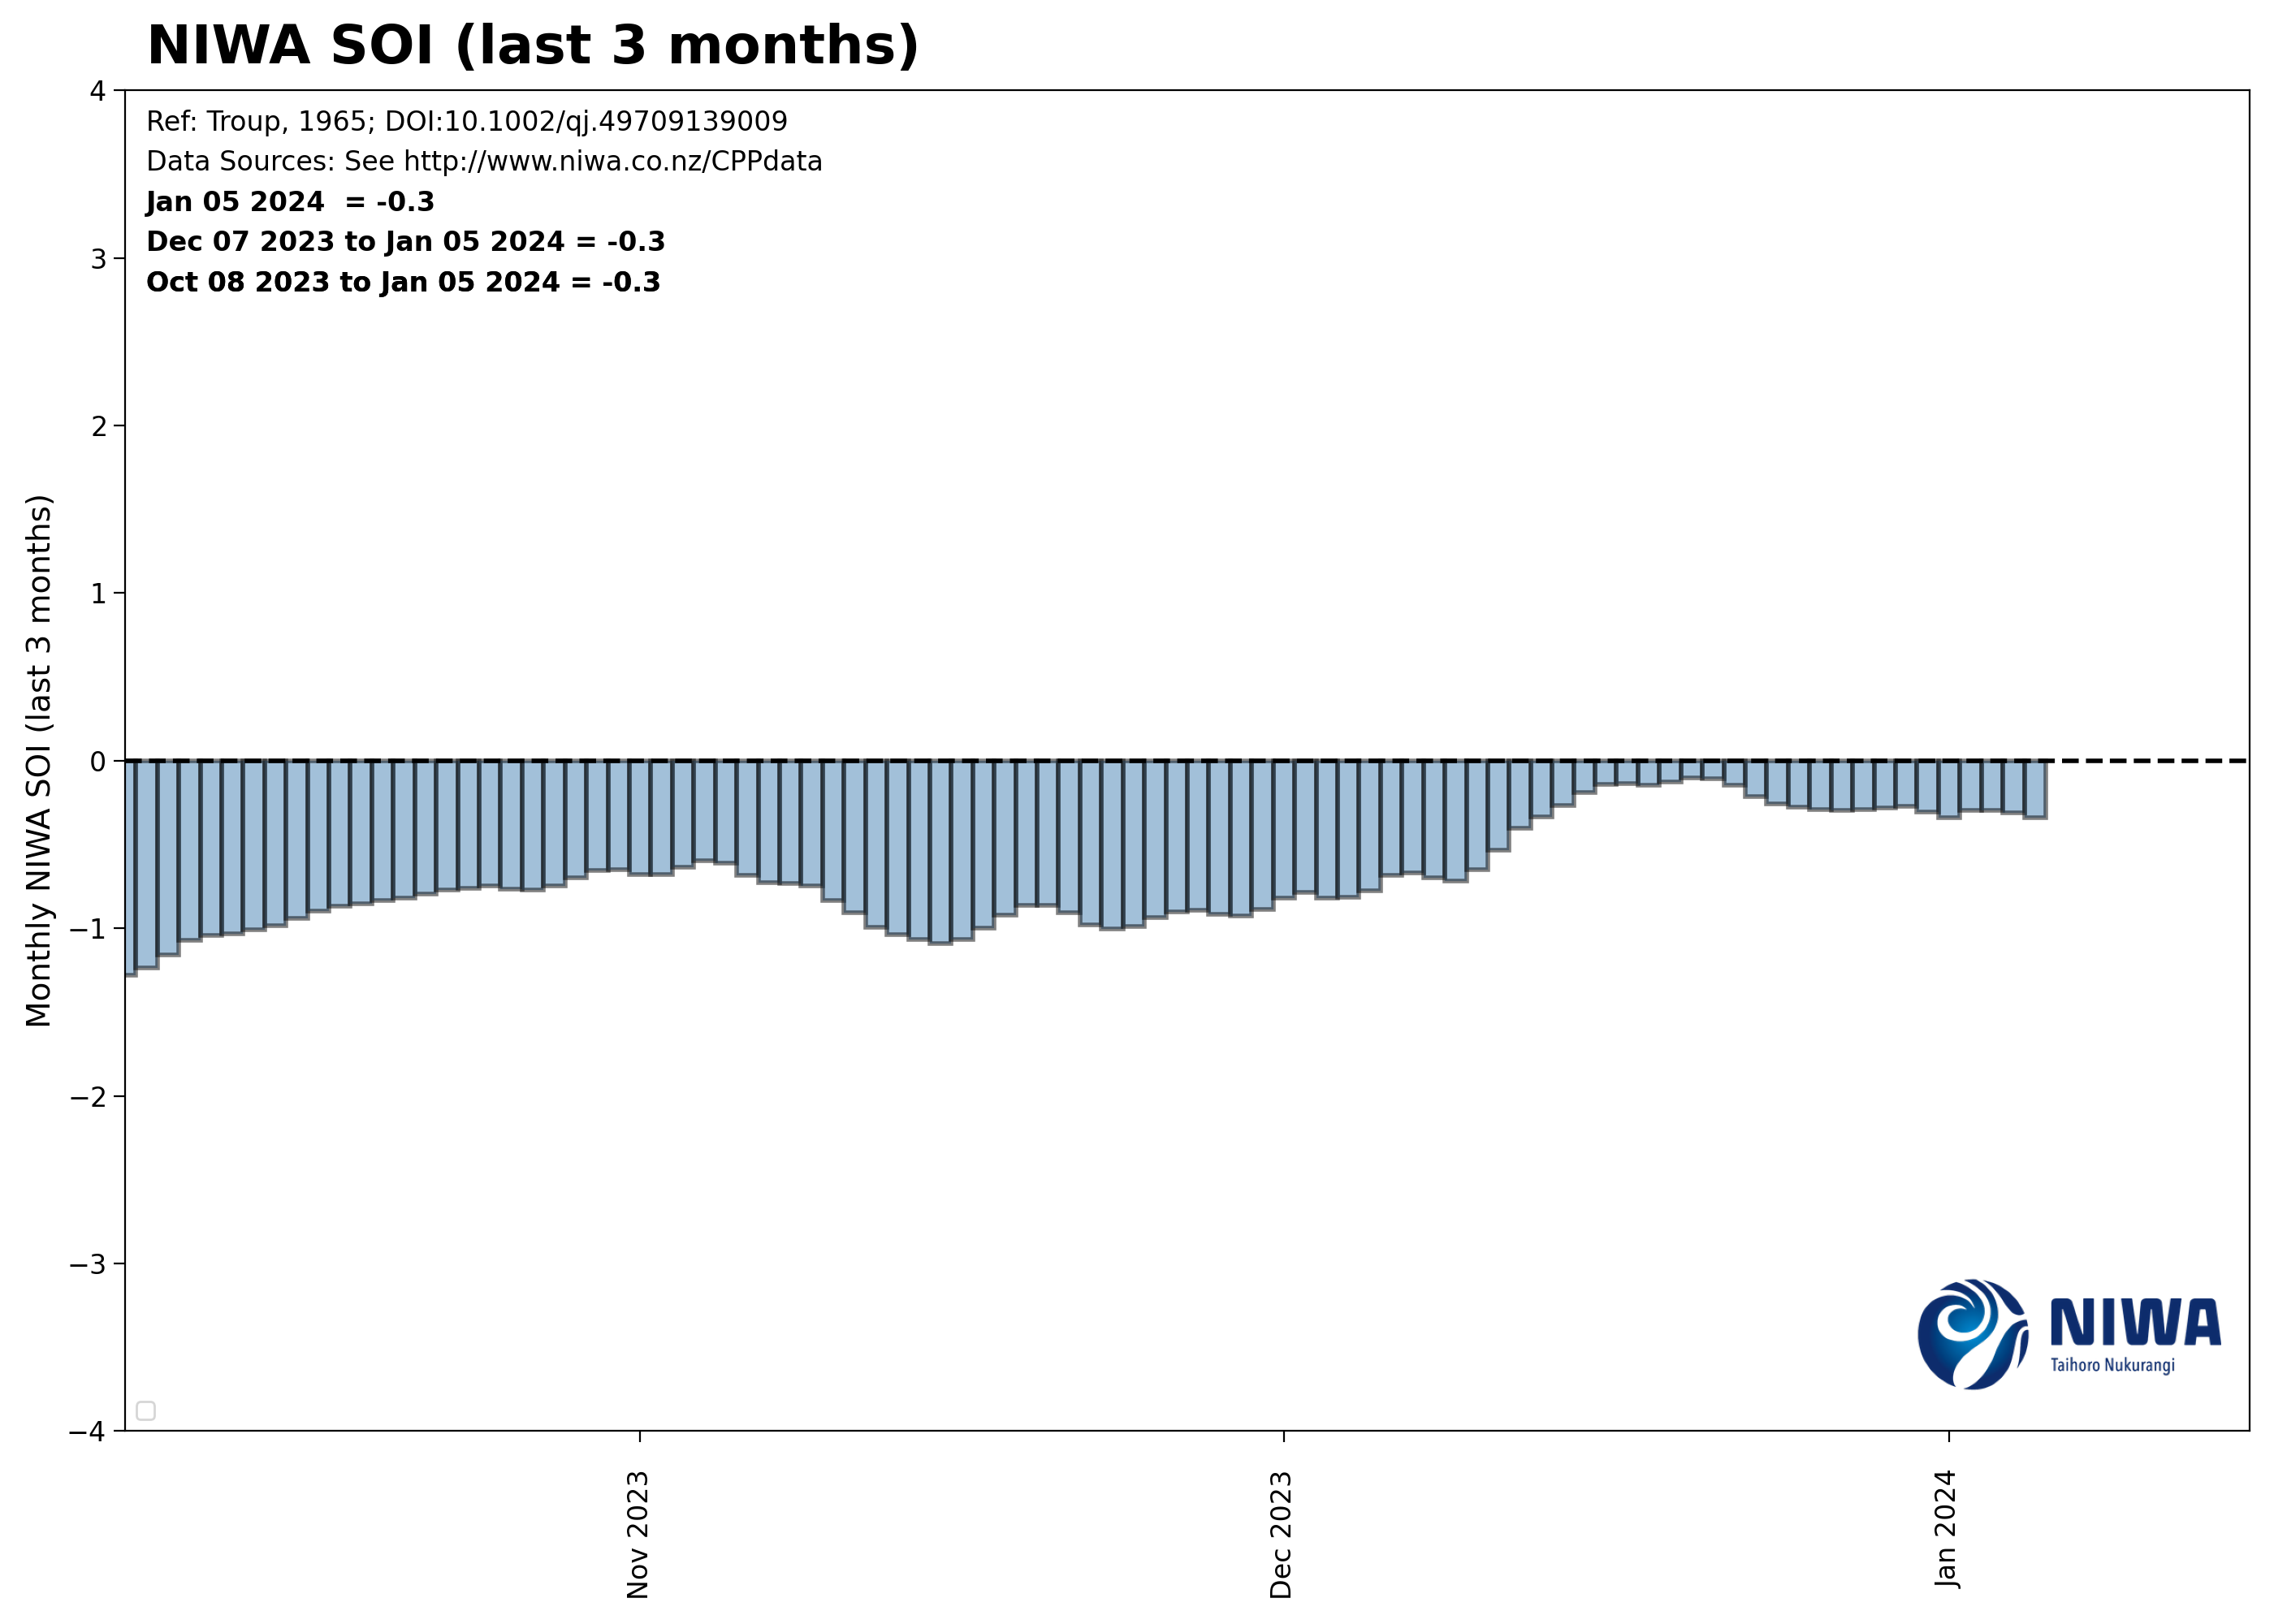 NIWA SOI (last 3 months)
Ref: Troup, 1965; DOI:10.1002/qj.49709139009
Data Sources: See http://www.niwa.co.nz/CPPdata
Jan 05 2024  = -0.3
Dec 07 2023 to Jan 05 2024 = -0.3
Oct 08 2023 to Jan 05 2024 = -0.3
Monthly NIWA SOI (last 3 months)
4
3
2
1
0
−1
−2
−3
−4
Nov 2023
Dec 2023
Jan 2024
NIWA
Taihoro Nukurangi